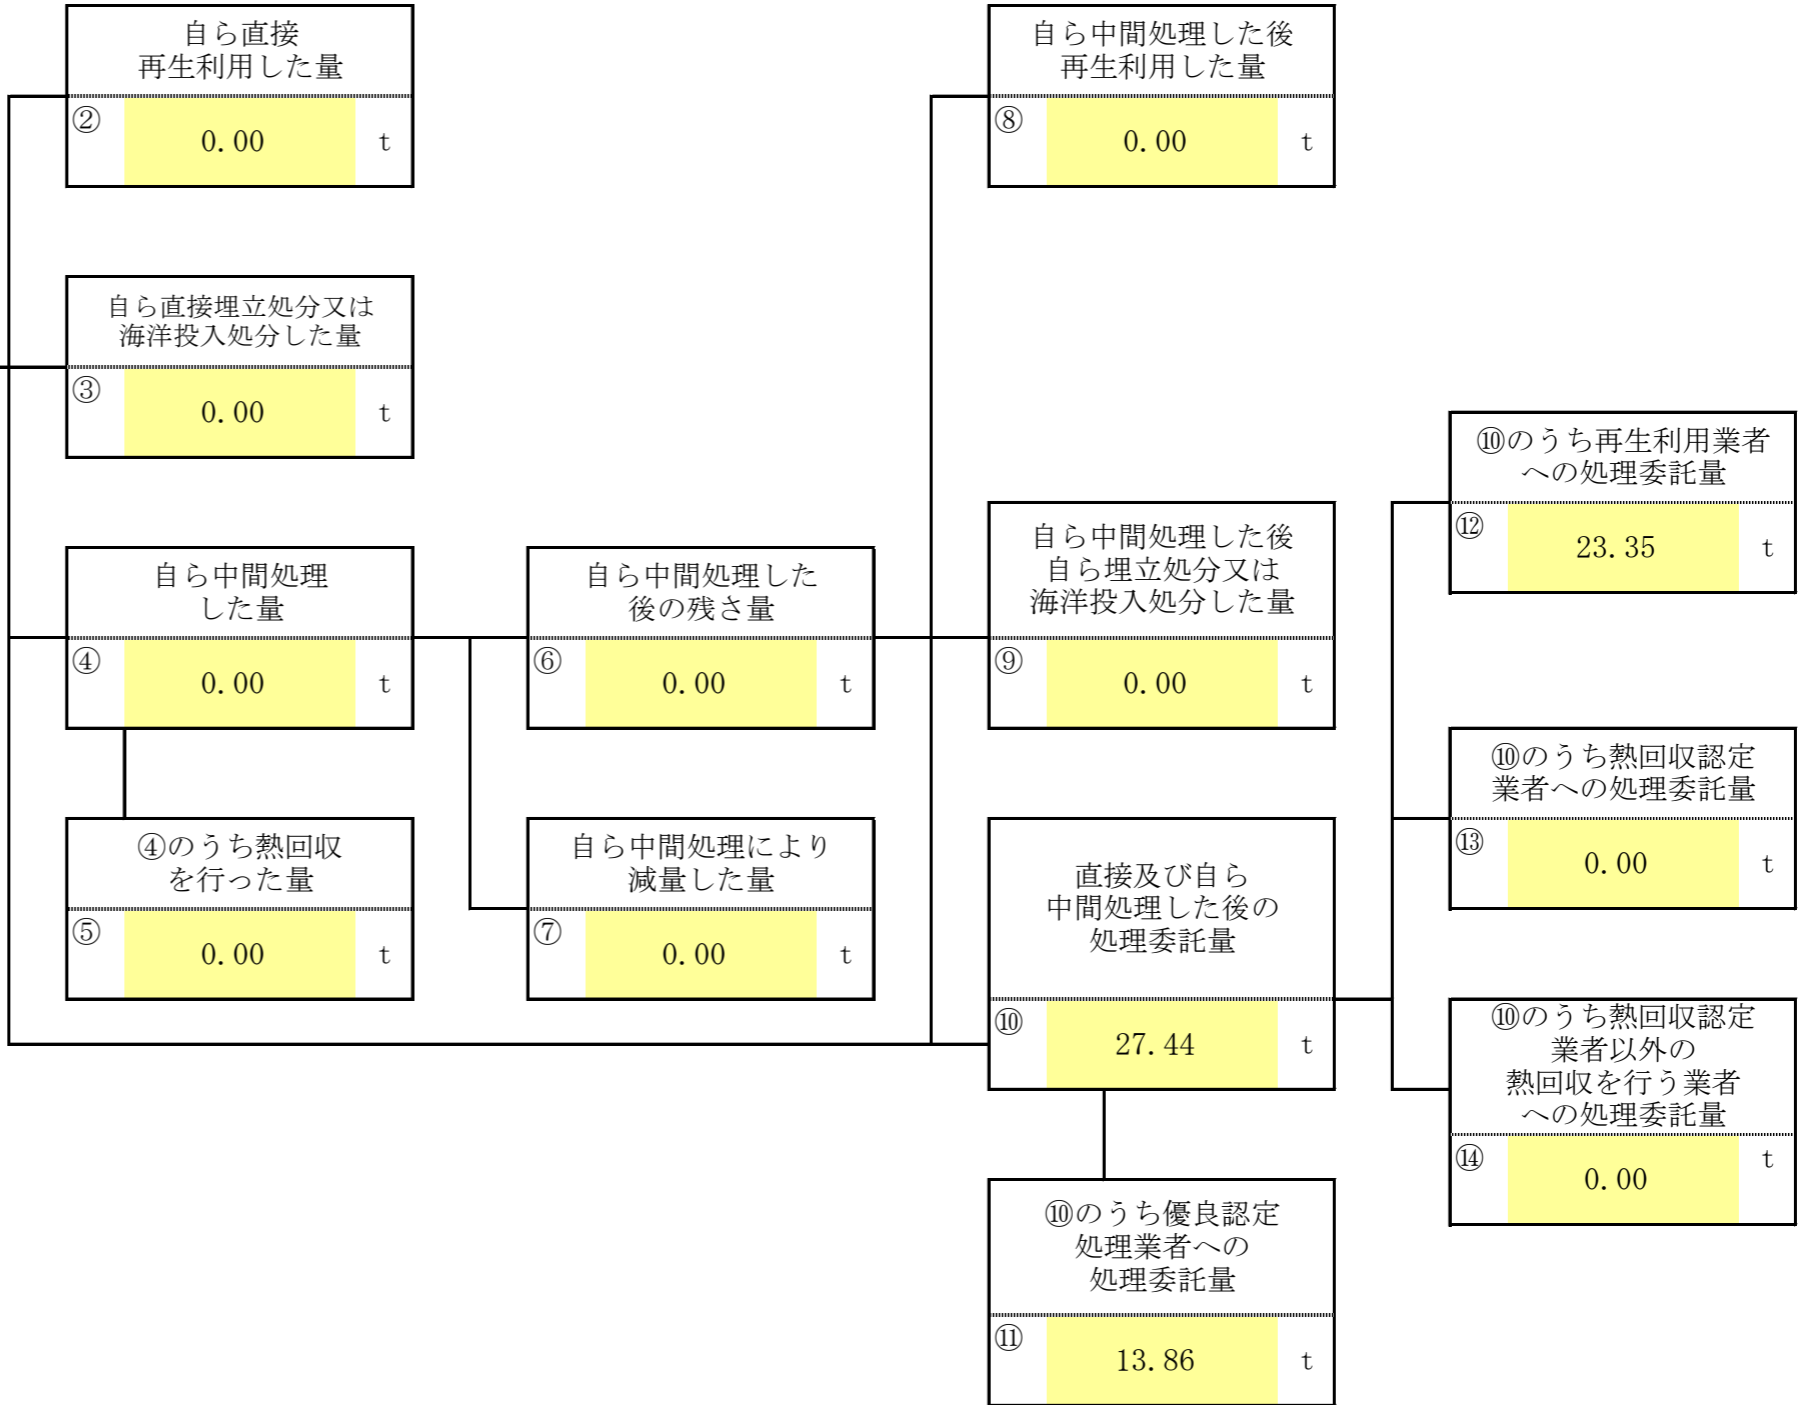 自ら直接
再生利用した量
②
0.00
t
自ら中間処理した後
再生利用した量
⑧
0.00
t
自ら直接埋立処分又は
海洋投入処分した量
③
0.00
t
⑩のうち再生利用業者
への処理委託量
⑫
23.35
t
自ら中間処理
した量
④
0.00
t
自ら中間処理した
後の残さ量
⑥
0.00
t
自ら中間処理した後
自ら埋立処分又は
海洋投入処分した量
⑨
0.00
t
⑩のうち熱回収認定
業者への処理委託量
⑬
0.00
t
④のうち熱回収
を行った量
⑤
0.00
t
自ら中間処理により
減量した量
⑦
0.00
t
直接及び自ら
中間処理した後の
処理委託量
⑩
27.44
t
⑩のうち熱回収認定
業者以外の
熱回収を行う業者
への処理委託量
⑭
0.00
t
⑩のうち優良認定
処理業者への
処理委託量
⑪
13.86
t